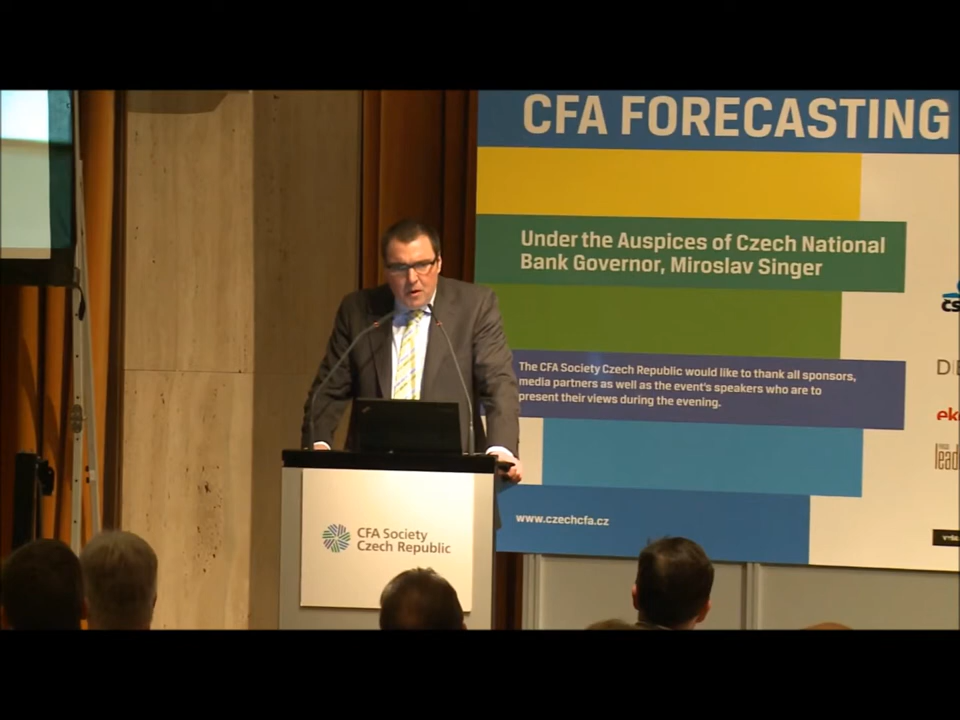 CFA FORECASTING
Under the Auspices of Czech National
Bank Governor, Miroslav Singer
The CFA Society Czech Republic would like to thank all sponsors,
media partners as well as the event's speakers who are to
present their views during the evening.
www.czechcfa.cz
CFA Society
Czech Republic